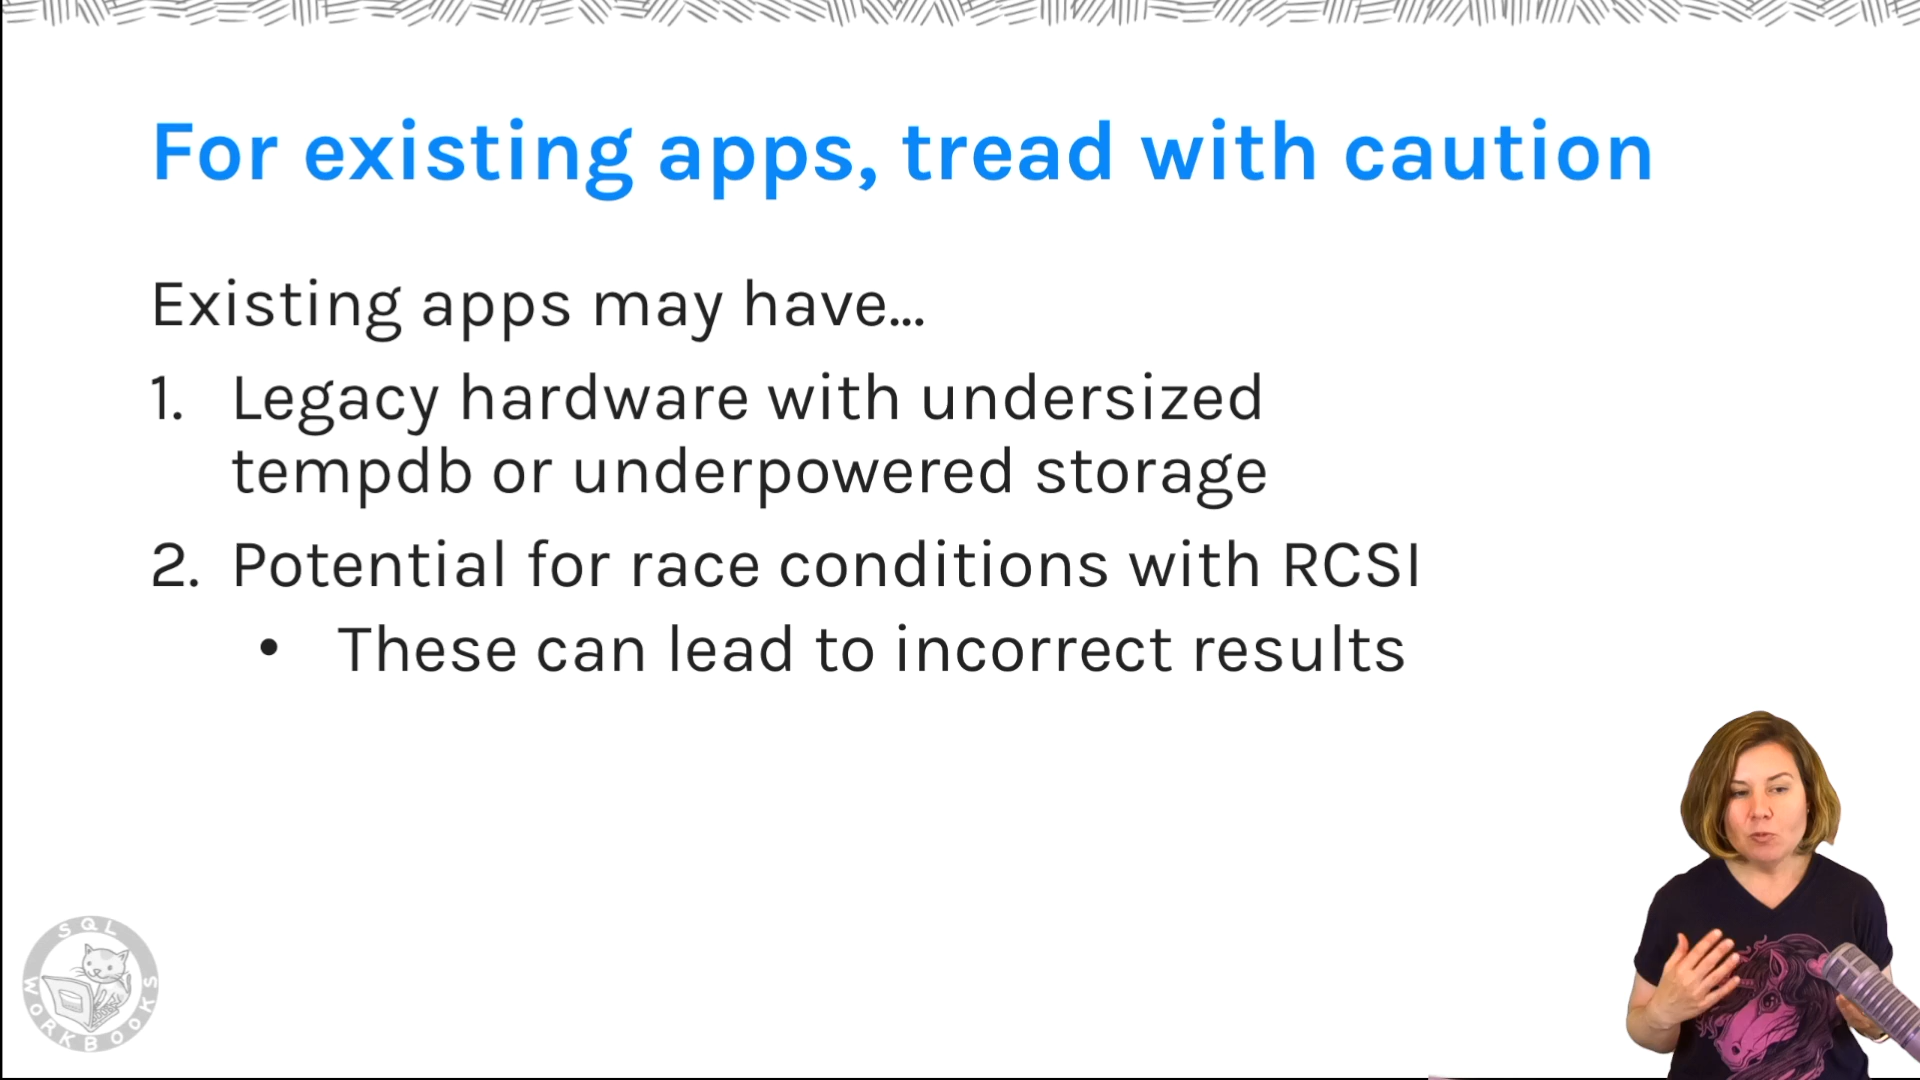 For existing apps, tread with caution
Existing apps may have...
1. Legacy hardware with undersized
tempdb or underpowered storage
2. Potential for race conditions with RCSI
• These can lead to incorrect results
SQL
WORKBOOKS